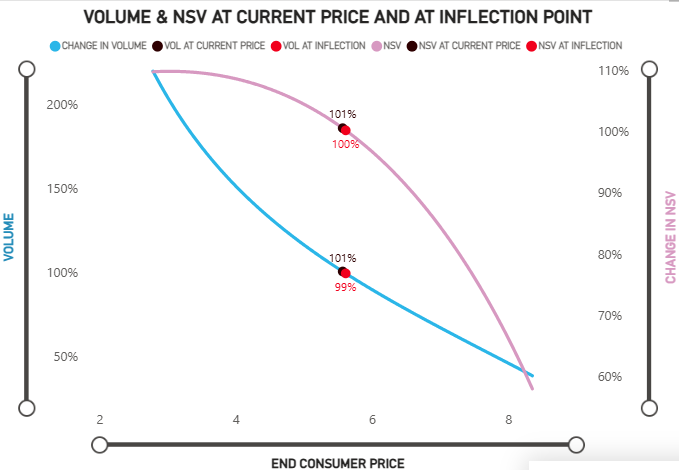 VOLUME & NSV AT CURRENT PRICE AND AT INFLECTION POINT
CHANGE IN VOLUME VOL AT CURRENT PRICE VOL AT INFLECTION NSV NSV AT CURRENT PRICE NSV AT INFLECTION
110%
200%
101%
100%
100%
150%
90%
VOLUME
CHANGE IN NSV
101%
80%
100%
99%
70%
50%
60%
2 4 6 8
END CONSUMER PRICE